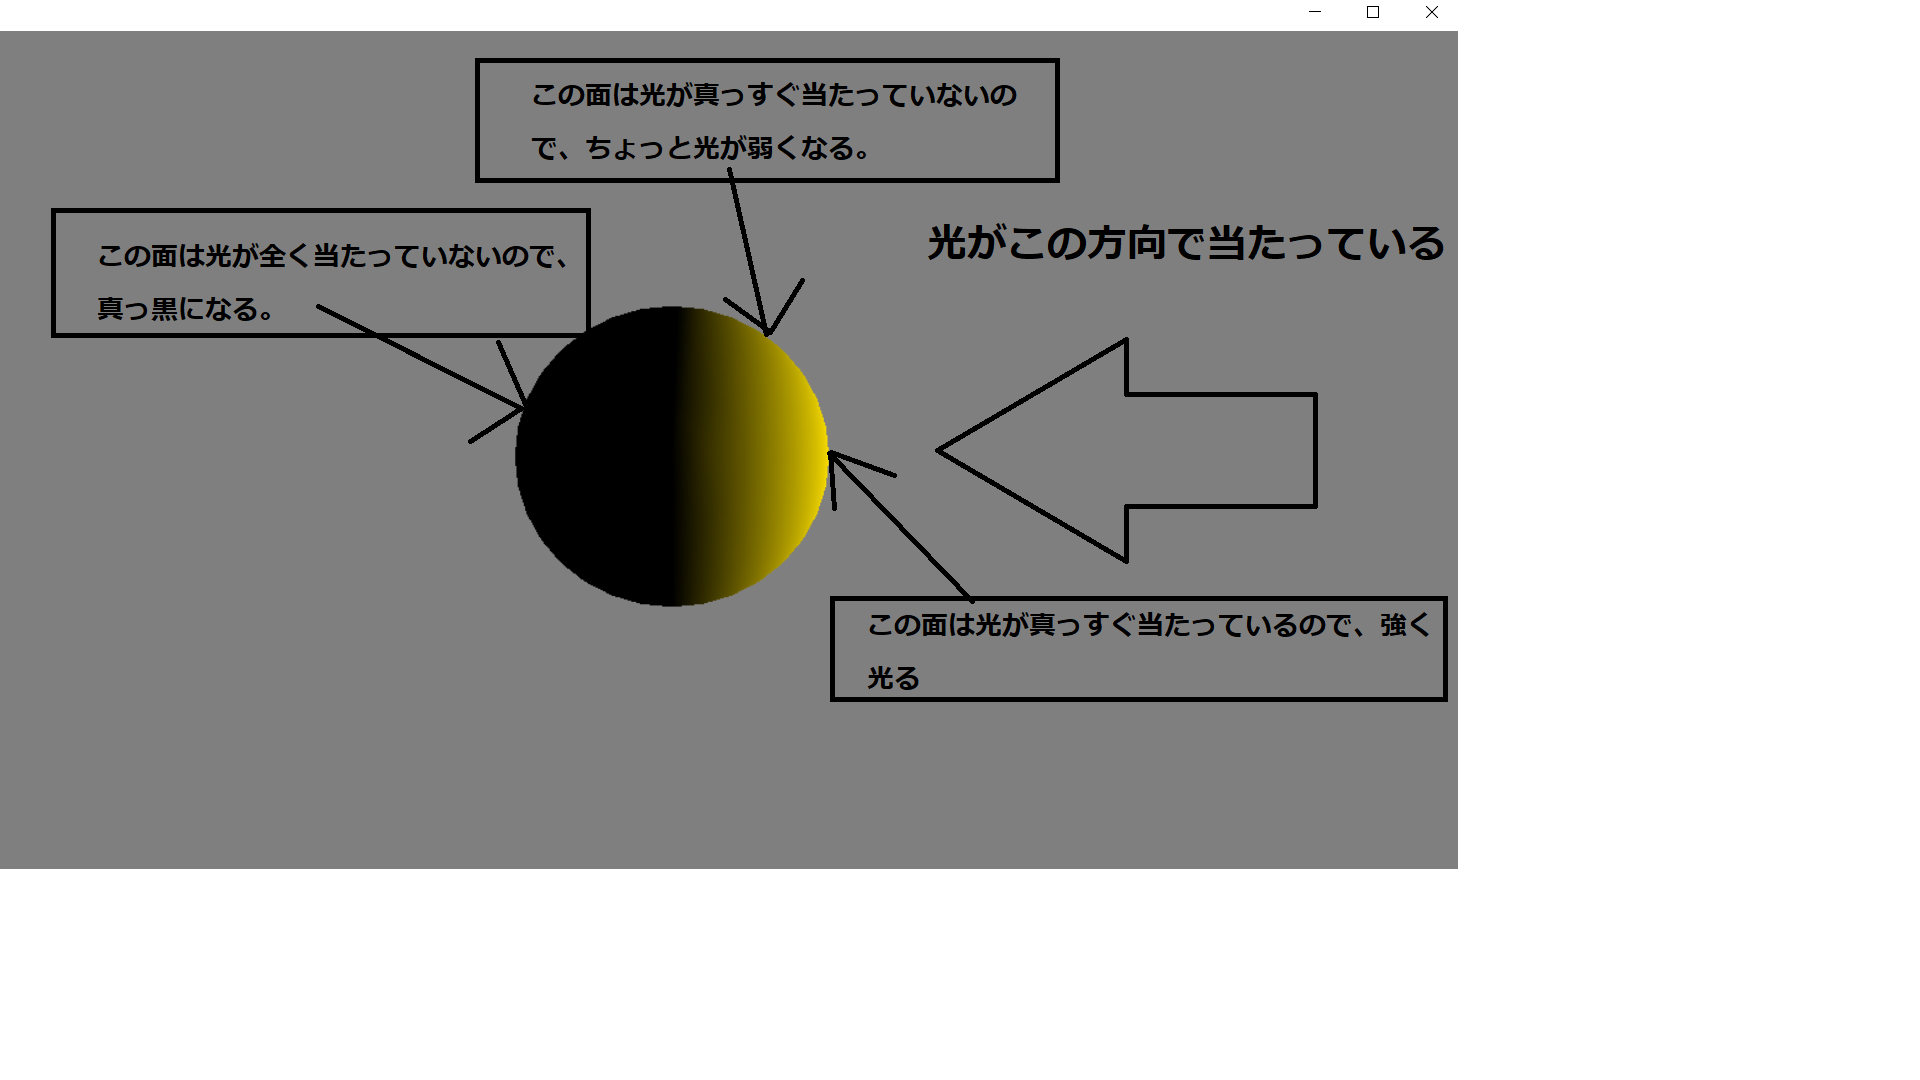 この面は光が真っすぐ当たっていないの
で、ちょっと光が弱くなる。
この面は光が全く当たっていないので、
真っ黒になる。
光がこの方向で当たっている
この面は光が真っすぐ当たっているので、強く
光る